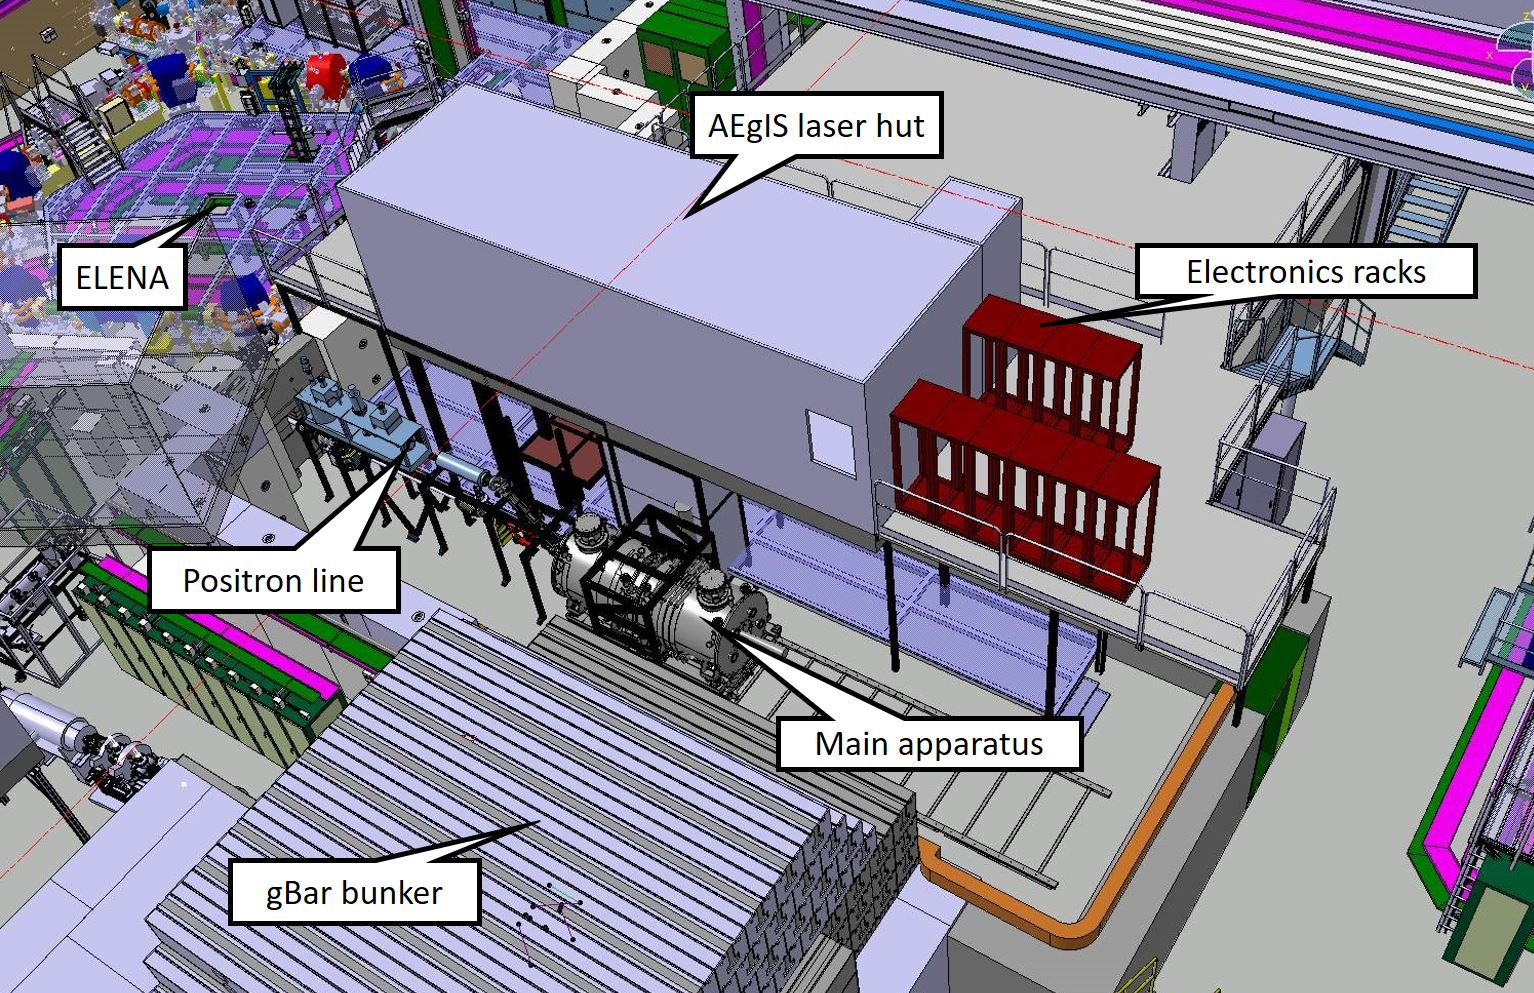 AEgIS laser hut
ELENA
Electronics racks
Positron line
Main apparatus
gBar bunker